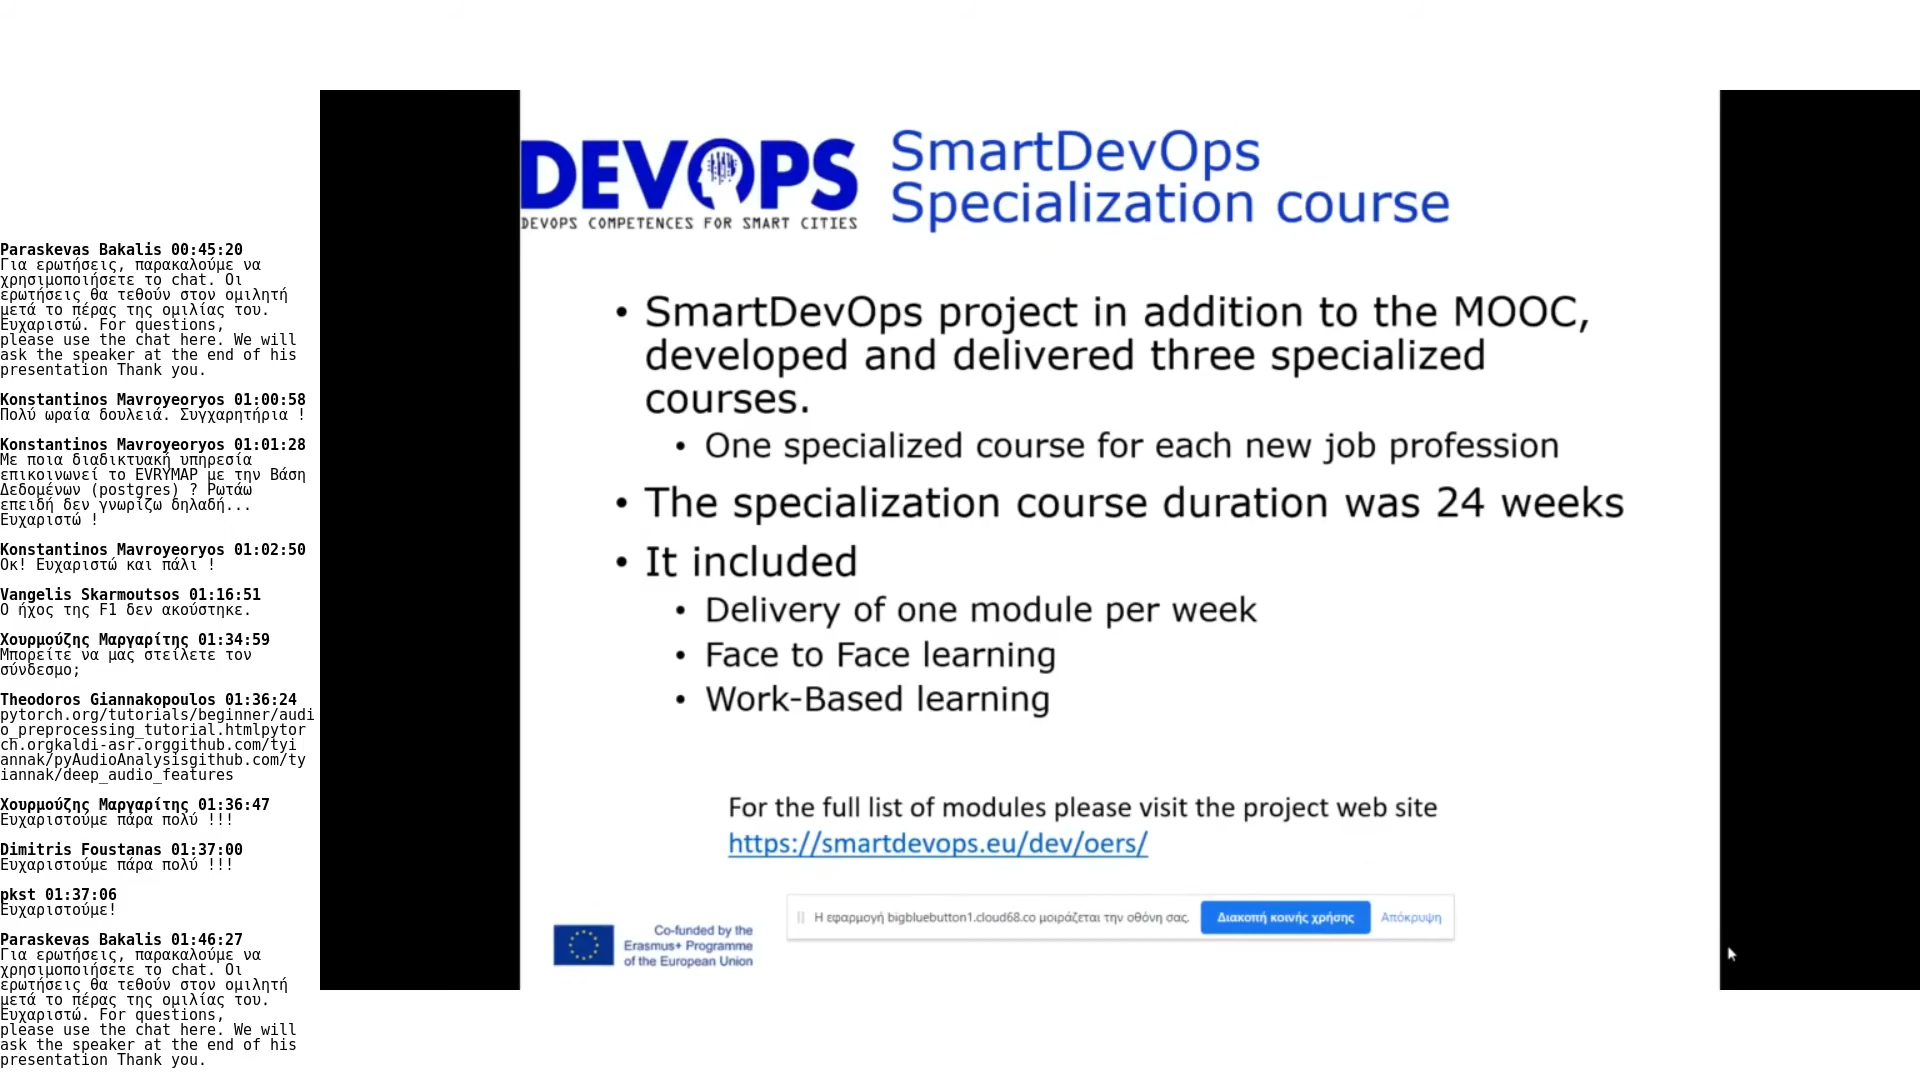 Paraskevas Bakalis 00:45:20
Για ερωτήσεις, παρακαλούμε να
χρησιμοποιήσετε το chat. Οι
ερωτήσεις θα τεθούν στον ομιλητή
μετά το πέρας της ομιλίας του.
Ευχαριστώ. For questions,
please use the chat here. We will
ask the speaker at the end of his
presentation Thank you.
Konstantinos Mavroyeoryos 01:00:58
Πολύ ωραία δουλειά. Συγχαρητήρια !
Konstantinos Mavroyeoryos 01:01:28
Με ποια διαδικτυακή υπηρεσία
επικοινωνεί το EVRYMAP με την Βάση
Δεδομένων (postgres) ? Ρωτάω
επειδή δεν γνωρίζω δηλαδή...
Ευχαριστώ !
Konstantinos Mavroyeoryos 01:02:50
Οκ! Ευχαριστώ και πάλι !
Vangelis Skarmoutsos 01:16:51
Ο ήχος της F1 δεν ακούστηκε.
Χουρμούζης Μαργαρίτης 01:34:59
Μπορείτε να μας στείλετε τον
σύνδεσμο;
Theodoros Giannakopoulos 01:36:24
pytorch.org/tutorials/beginner/audi
o_preprocessing_tutorial.htmlpytor
ch.orgkaldi-asr.orggithub.com/tyi
annak/pyAudioAnalysisgithub.com/ty
iannak/deep_audio_features
Χουρμούζης Μαργαρίτης 01:36:47
Ευχαριστούμε πάρα πολύ !!!
Dimitris Foustanas 01:37:00
Ευχαριστούμε πάρα πολύ !!!
pkst 01:37:06
Ευχαριστούμε!
Paraskevas Bakalis 01:46:27
Για ερωτήσεις, παρακαλούμε να
χρησιμοποιήσετε το chat. Οι
ερωτήσεις θα τεθούν στον ομιλητή
μετά το πέρας της ομιλίας του.
Ευχαριστώ. For questions,
please use the chat here. We will
ask the speaker at the end of his
presentation Thank you.
DEVOPS
DEVOPS COMPETENCES FOR SMART CITIES
SmartDevOps
Specialization course
• SmartDevOps project in addition to the MOOC,
developed and delivered three specialized
courses.
• One specialized course for each new job profession
• The specialization course duration was 24 weeks
• It included
• Delivery of one module per week
• Face to Face learning
• Work-Based learning
For the full list of modules please visit the project web site
https://smartdevops.eu/dev/oers/
Η εφαρμογή bigbluebutton1.cloud68.co μοιράζεται την οθόνη σας. Διακοπή κοινής χρήσης Απόκρυψη
Co-funded by the
Erasmus+ Programme
of the European Union